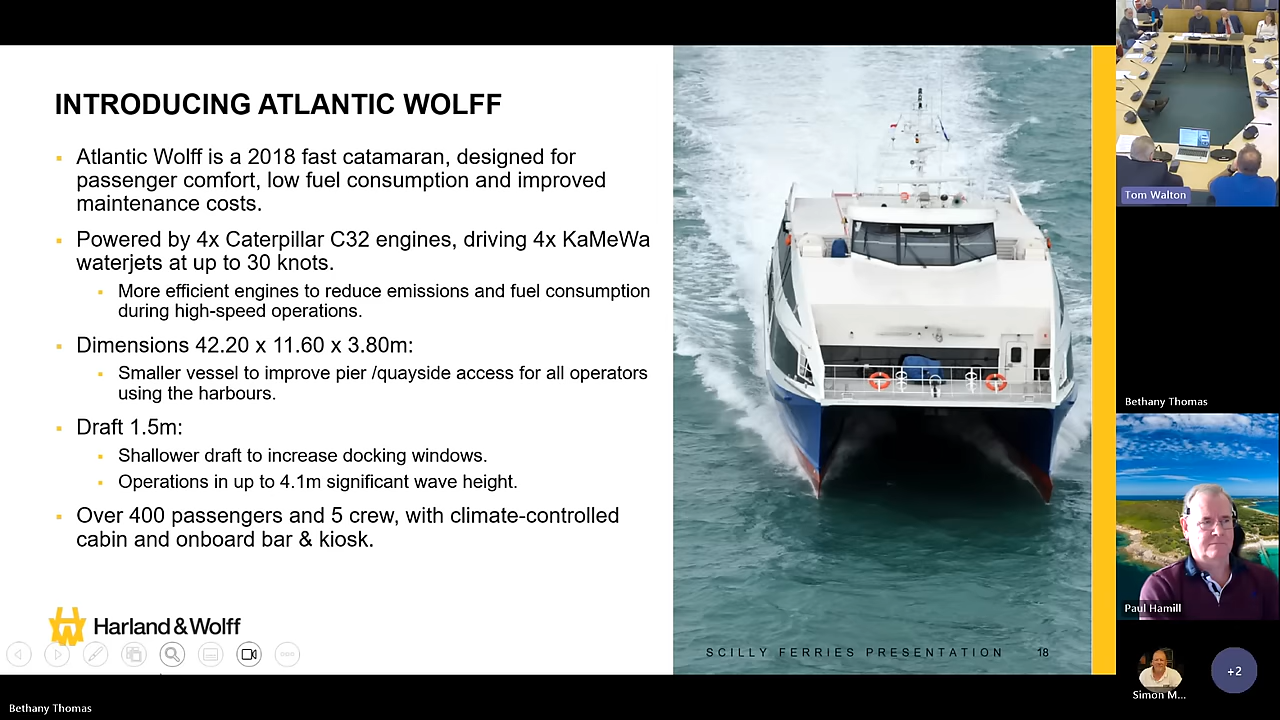 INTRODUCING ATLANTIC WOLFF
▪ Atlantic Wolff is a 2018 fast catamaran, designed for
passenger comfort, low fuel consumption and improved
maintenance costs.
▪ Powered by 4x Caterpillar C32 engines, driving 4x KaMeWa
waterjets at up to 30 knots.
▪ More efficient engines to reduce emissions and fuel consumption
during high-speed operations.
▪ Dimensions 42.20 x 11.60 x 3.80m:
▪ Smaller vessel to improve pier /quayside access for all operators
using the harbours.
▪ Draft 1.5m:
▪ Shallower draft to increase docking windows.
▪ Operations in up to 4.1m significant wave height.
▪ Over 400 passengers and 5 crew, with climate-controlled
cabin and onboard bar & kiosk.
Harland & Wolff
SCILLY FERRIES PRESENTATION 18
Bethany Thomas
Tom Walton
Bethany Thomas
Paul Hamill
Simon M...
+2